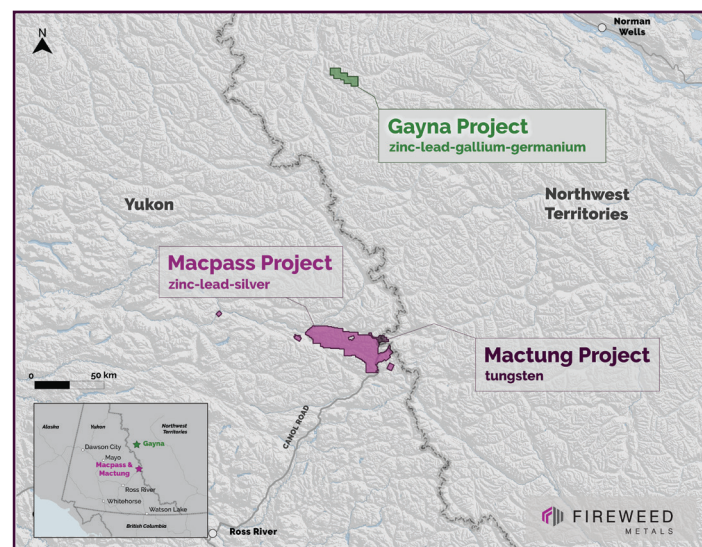 N
Norman
Wells
Gayna Project
zinc-lead-gallium-germanium
Yukon
Northwest
Territories
Macpass Project
zinc-lead-silver
Mactung Project
tungsten
0 50 km
CANOL ROAD
Ross River
Alaska
Yukon
Northwest
Territories
Gayna
Dawson City
Mayo
Macpass &
Mactung
Ross River
Whitehorse
Watson Lake
British Columbia
FIREWEED
METALS